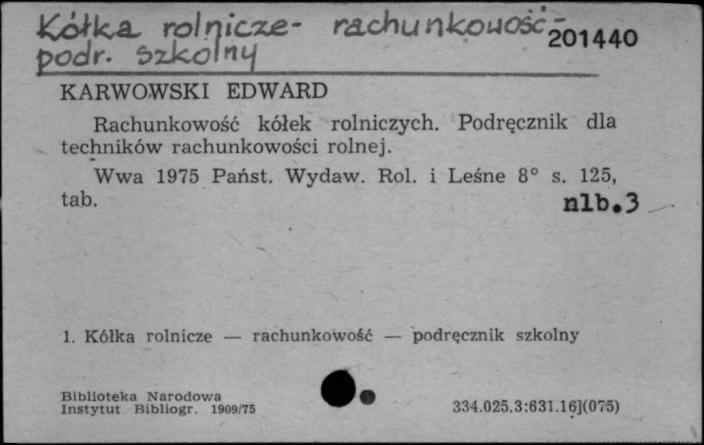 Kółka rolnicze- rachunkowość-
201440
podr. szkolny
KARWOWSKI EDWARD
Rachunkowość kółek rolniczych. Podręcznik dla
techników rachunkowości rolnej.
Wwa 1975 Państ. Wydaw. Rol. i Leśne 8° s. 125,
tab.
nlb.3
1. Kółka rolnicze — rachunkowość — podręcznik szkolny
Biblioteka Narodowa
Instytut Bibliogr. 1909/75
334.025.3:631.16](075)